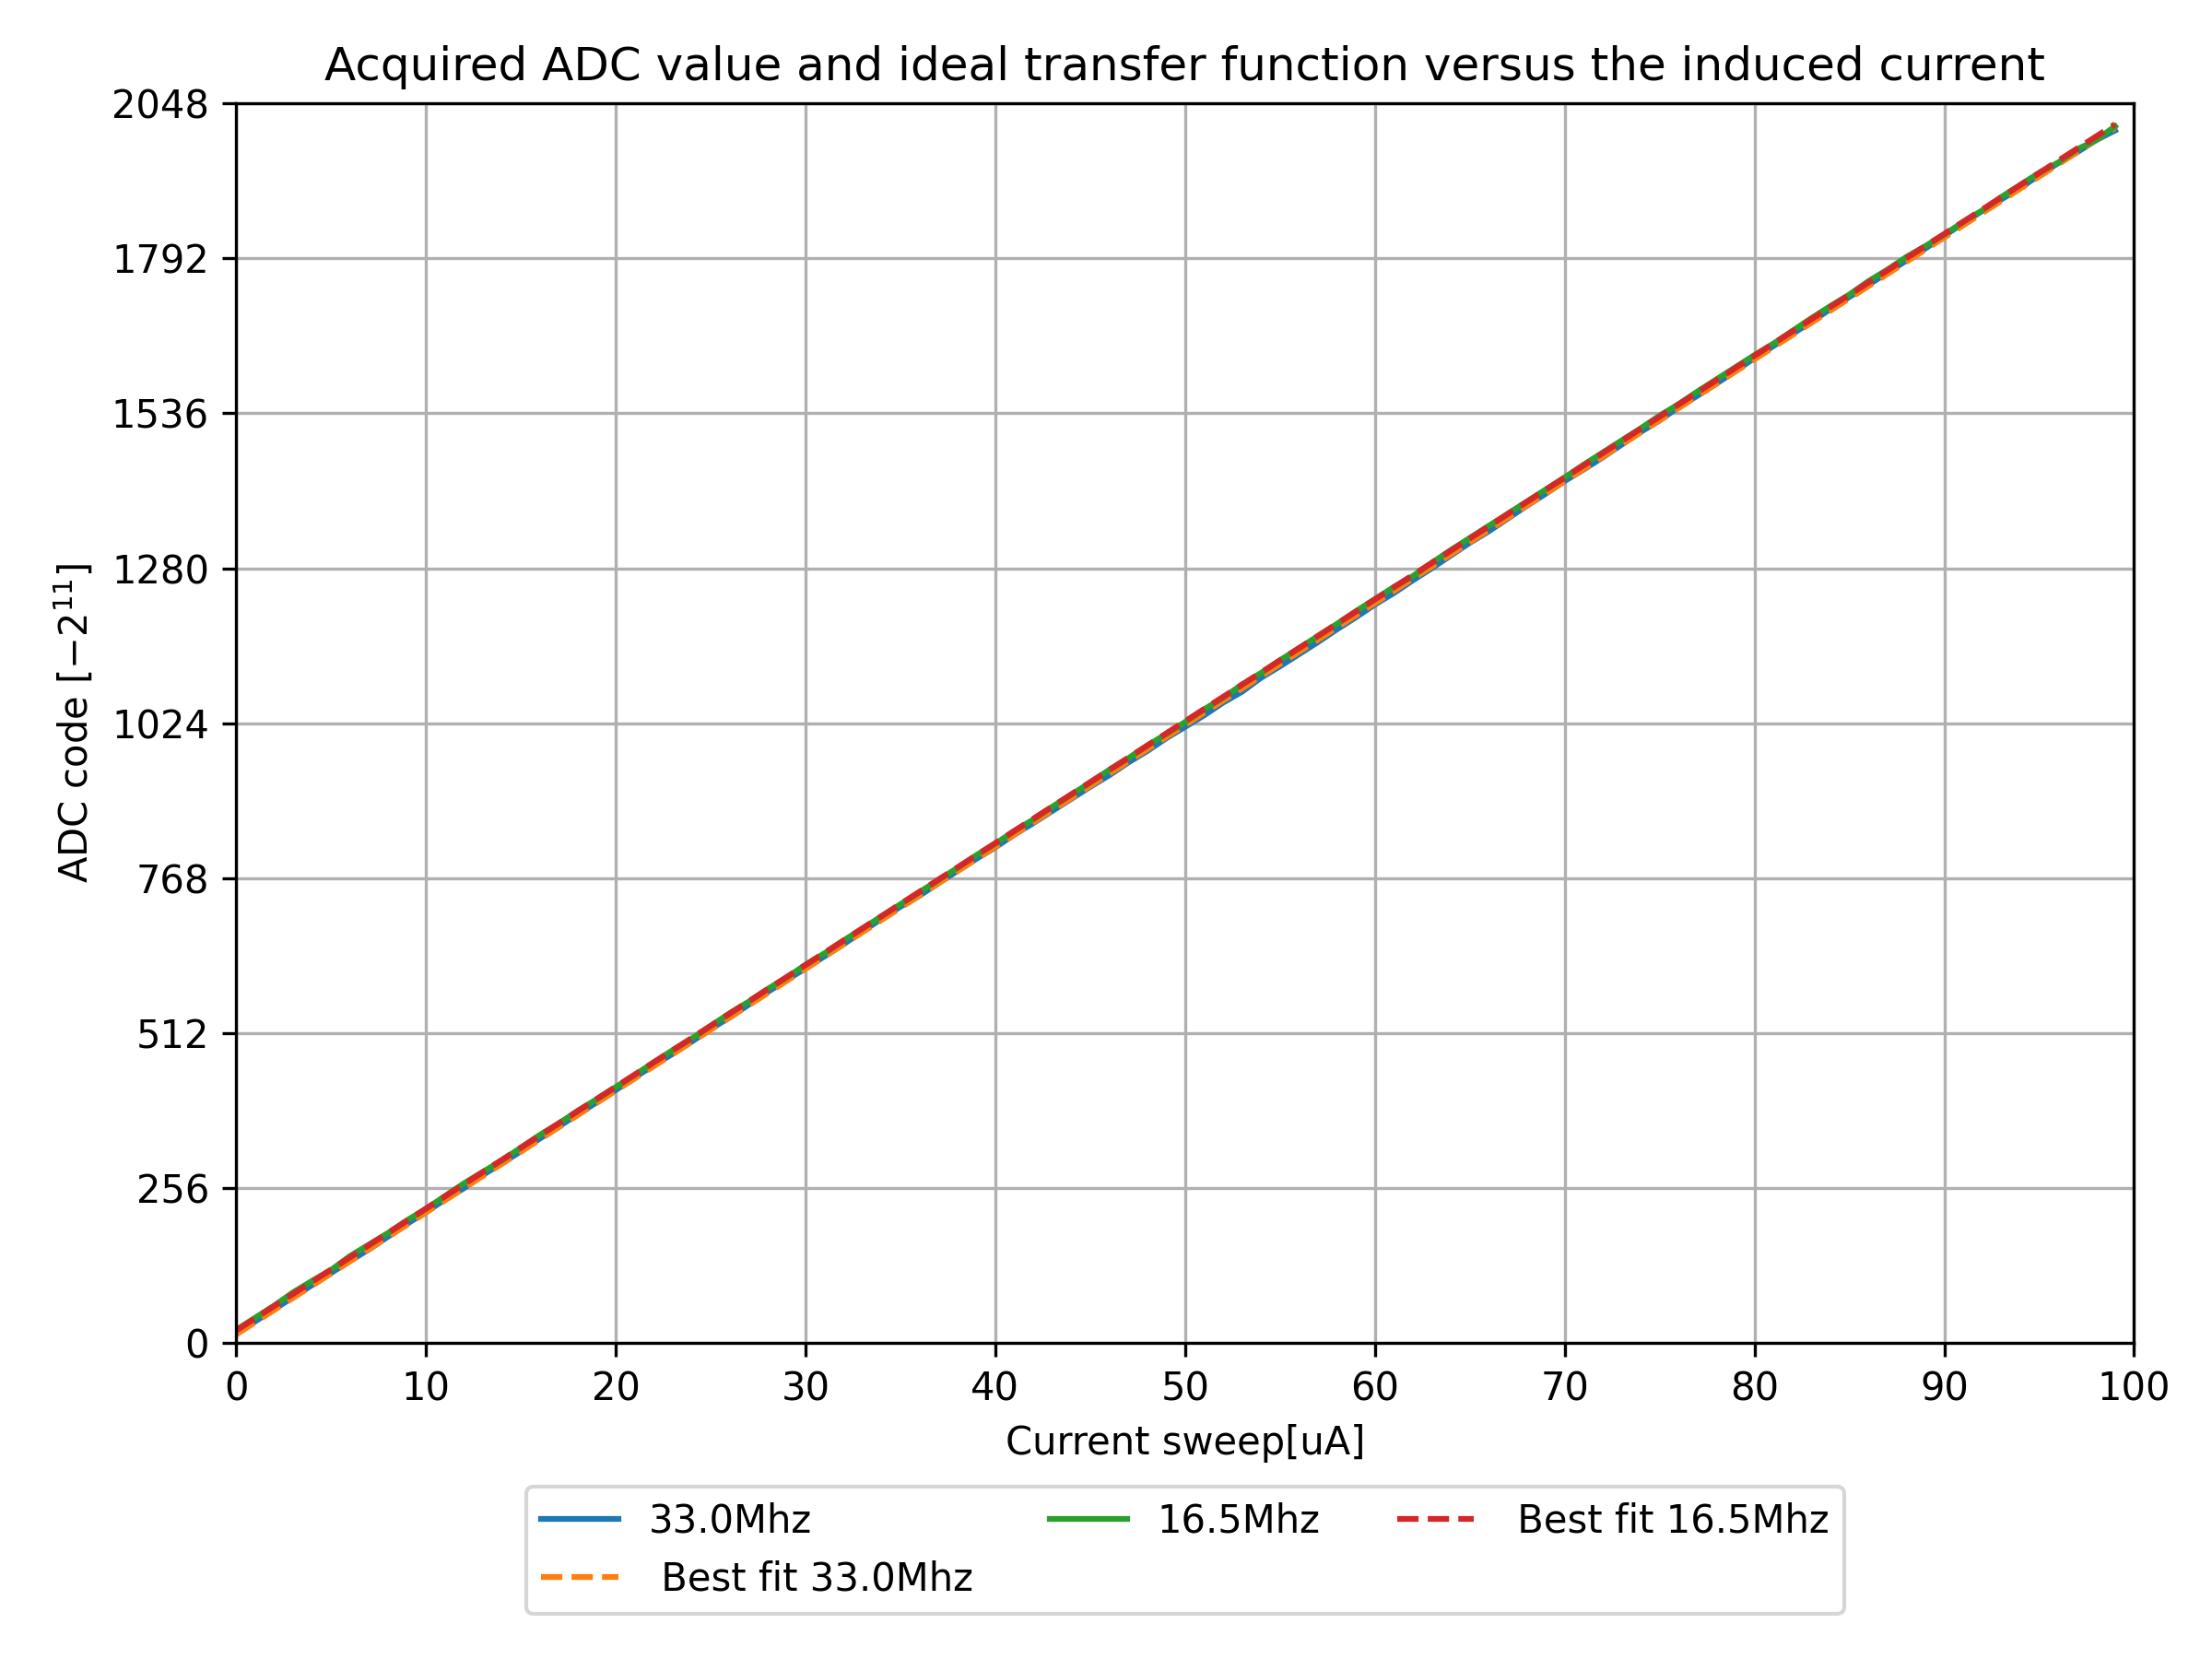 Acquired ADC value and ideal transfer function versus the induced current
2048
1792
1536
1280
1024
768
512
256
0
ADC code [−2¹¹]
0 10 20 30 40 50 60 70 80 90 100
Current sweep[uA]
33.0Mhz 16.5Mhz Best fit 16.5Mhz
Best fit 33.0Mhz